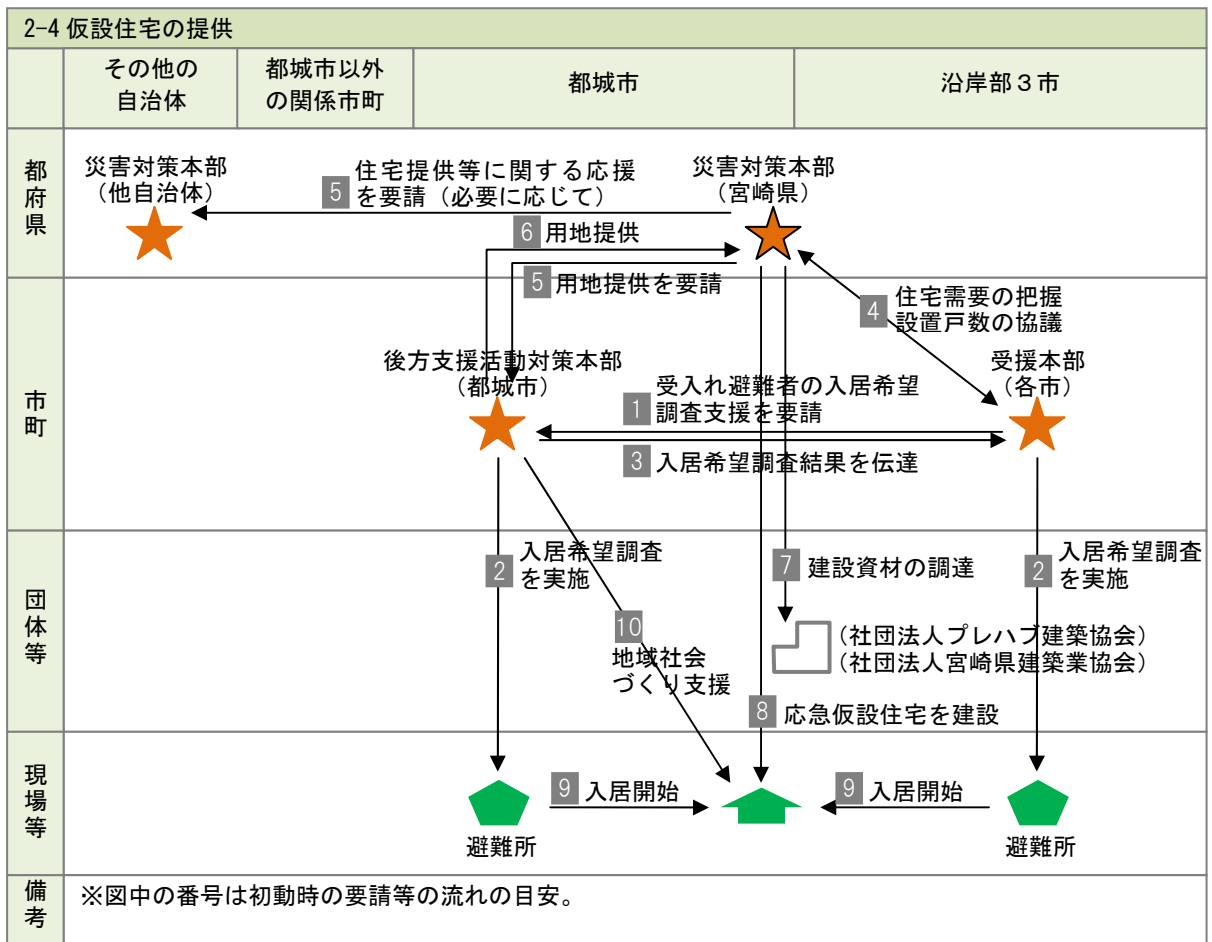 2-4 仮設住宅の提供
その他の
自治体
都城市以外
の関係市町
都城市
沿岸部３市
都府県
災害対策本部
（他自治体）
5 住宅提供等に関する応援
を要請（必要に応じて）
災害対策本部
（宮崎県）
6 用地提供
5 用地提供を要請
4 住宅需要の把握
設置戸数の協議
市町
後方支援活動対策本部
（都城市）
1 受入れ避難者の入居希望
調査支援を要請
受援本部
（各市）
3 入居希望調査結果を伝達
団体等
2 入居希望調査
を実施
7 建設資材の調達
2 入居希望調査
を実施
10
地域社会
づくり支援
（社団法人プレハブ建築協会）
（社団法人宮崎県建築業協会）
8 応急仮設住宅を建設
現場等
9 入居開始
9 入居開始
避難所
避難所
備考
※図中の番号は初動時の要請等の流れの目安。